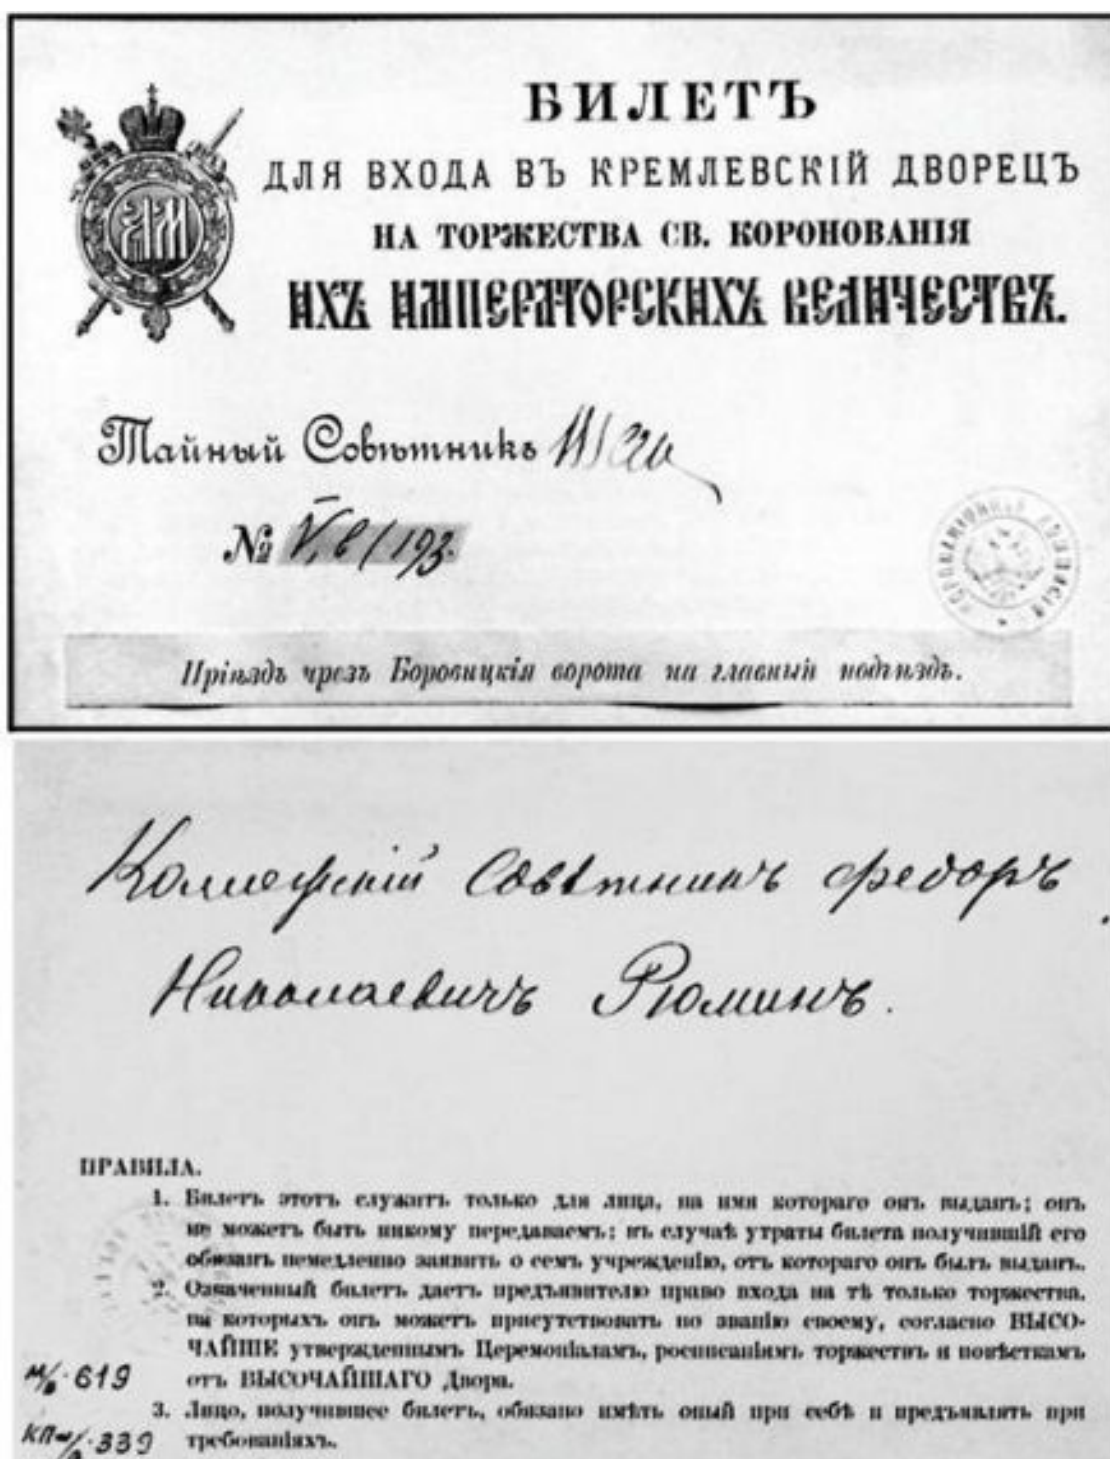 БИЛЕТЪ
ДЛЯ ВХОДА ВЪ КРЕМЛЕВСКІЙ ДВОРЕЦЪ
НА ТОРЖЕСТВА СВ. КОРОНОВАНІЯ
ИХЪ ИМПЕРАТОРСКИХЪ ВЕЛИЧЕСТВЪ.
Тайный Совѣтникъ
№ V, в/193.
Пріѣздъ чрезъ Боровицкія ворота на главный подъѣздъ.
Коллежскій Совѣтникъ Федоръ
Николаевичъ Рюминъ.
ПРАВИЛА.
1. Билетъ этотъ служитъ только для лица, на имя котораго онъ выданъ; онъ
не можетъ быть никому передаваемъ; въ случаѣ утраты билета получившій его
обязанъ немедленно заявить о семъ учрежденію, отъ котораго онъ былъ выданъ.
2. Означенный билетъ даетъ предъявителю право входа на тѣ только торжества,
на которыхъ онъ можетъ присутствовать по званію своему, согласно ВЫСО-
ЧАЙШЕ утвержденнымъ Церемоніаламъ, росписаніямъ торжествъ и повѣсткамъ
отъ ВЫСОЧАЙШАГО Двора.
3. Лицо, получившее билетъ, обязано имѣть оный при себѣ и предъявлять при
требованіяхъ.
619
339